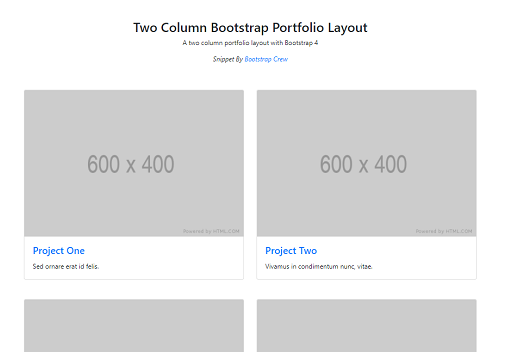 Two Column Bootstrap Portfolio Layout
A two column portfolio layout with Bootstrap 4
Snippet By Bootstrap Crew
600 x 400
Powered by HTML.COM
600 x 400
Powered by HTML.COM
Project One
Sed ornare erat id felis.
Project Two
Vivamus in condimentum nunc, vitae.